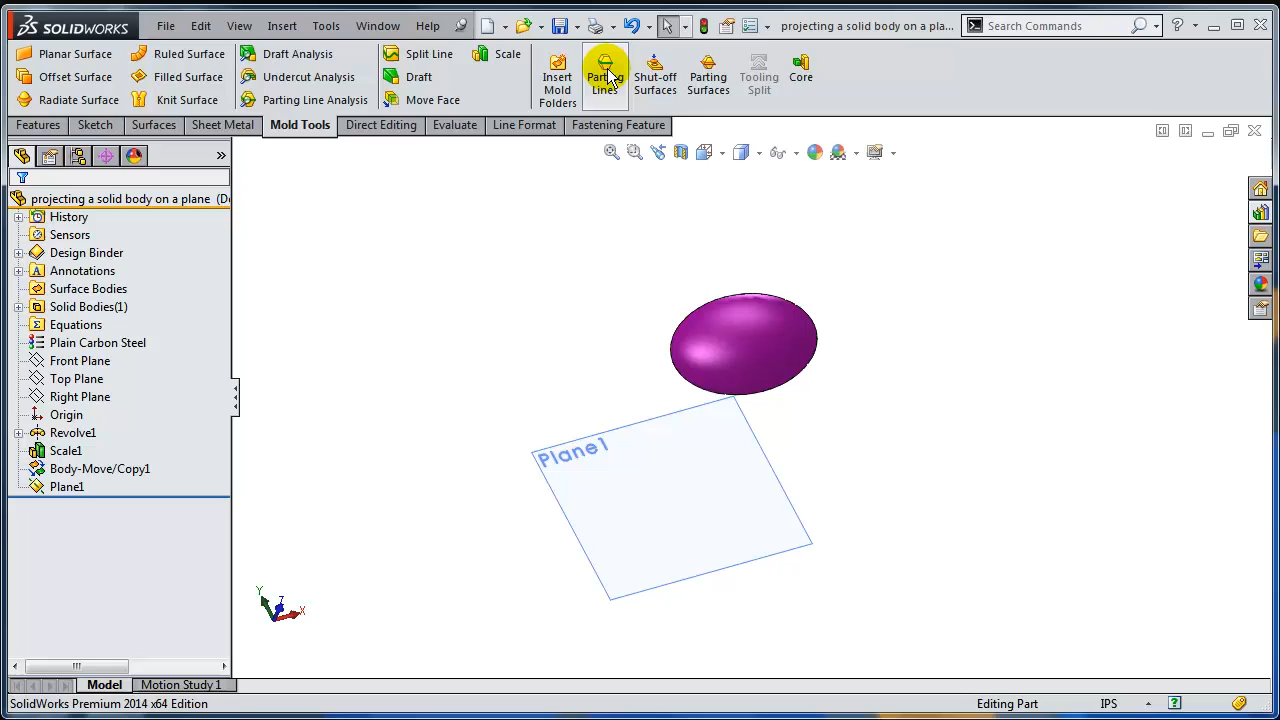 SOLIDWORKS File Edit View Insert Tools Window Help projecting a solid body on a plane.... Search Commands ?
Planar Surface Ruled Surface Draft Analysis Split Line Scale
Offset Surface Filled Surface Undercut Analysis Draft
Radiate Surface Knit Surface Parting Line Analysis Move Face
Insert Mold Folders
Parting Lines
Shut-off Surfaces
Parting Surfaces
Tooling Split
Core
Features Sketch Surfaces Sheet Metal Mold Tools Direct Editing Evaluate Line Format Fastening Feature
projecting a solid body on a plane (De
History
Sensors
Design Binder
Annotations
Surface Bodies
Solid Bodies(1)
Equations
Plain Carbon Steel
Front Plane
Top Plane
Right Plane
Origin
Revolve1
Scale1
Body-Move/Copy1
Plane1
Plane1
Y Z X
Model Motion Study 1
SolidWorks Premium 2014 x64 Edition Editing Part IPS ?